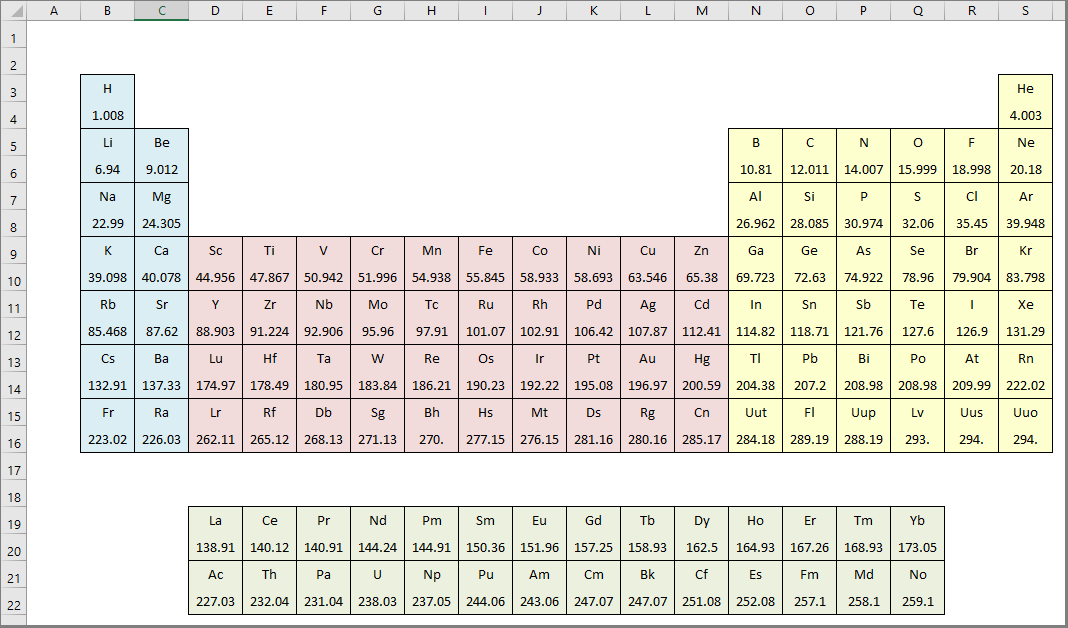 A B C D E F G H I J K L M N O P Q R S
1
2
3 H He
4 1.008 4.003
5 Li Be B C N O F Ne
6 6.94 9.012 10.81 12.011 14.007 15.999 18.998 20.18
7 Na Mg Al Si P S Cl Ar
8 22.99 24.305 26.962 28.085 30.974 32.06 35.45 39.948
9 K Ca Sc Ti V Cr Mn Fe Co Ni Cu Zn Ga Ge As Se Br Kr
10 39.098 40.078 44.956 47.867 50.942 51.996 54.938 55.845 58.933 58.693 63.546 65.38 69.723 72.63 74.922 78.96 79.904 83.798
11 Rb Sr Y Zr Nb Mo Tc Ru Rh Pd Ag Cd In Sn Sb Te I Xe
12 85.468 87.62 88.903 91.224 92.906 95.96 97.91 101.07 102.91 106.42 107.87 112.41 114.82 118.71 121.76 127.6 126.9 131.29
13 Cs Ba Lu Hf Ta W Re Os Ir Pt Au Hg Tl Pb Bi Po At Rn
14 132.91 137.33 174.97 178.49 180.95 183.84 186.21 190.23 192.22 195.08 196.97 200.59 204.38 207.2 208.98 208.98 209.99 222.02
15 Fr Ra Lr Rf Db Sg Bh Hs Mt Ds Rg Cn Uut Fl Uup Lv Uus Uuo
16 223.02 226.03 262.11 265.12 268.13 271.13 270. 277.15 276.15 281.16 280.16 285.17 284.18 289.19 288.19 293. 294. 294.
17
18
19 La Ce Pr Nd Pm Sm Eu Gd Tb Dy Ho Er Tm Yb
20 138.91 140.12 140.91 144.24 144.91 150.36 151.96 157.25 158.93 162.5 164.93 167.26 168.93 173.05
21 Ac Th Pa U Np Pu Am Cm Bk Cf Es Fm Md No
22 227.03 232.04 231.04 238.03 237.05 244.06 243.06 247.07 247.07 251.08 252.08 257.1 258.1 259.1